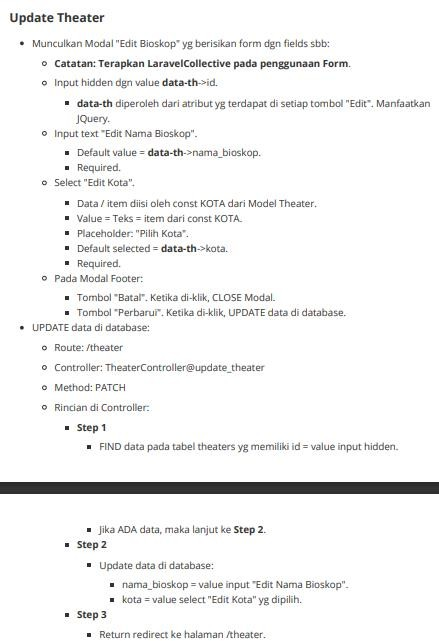 Update Theater
Munculkan Modal "Edit Bioskop" yg berisikan form dgn fields sbb:
Catatan: Terapkan LaravelCollective pada penggunaan Form.
Input hidden dgn value data-th->id.
data-th diperoleh dari atribut yg terdapat di setiap tombol "Edit". Manfaatkan
JQuery.
Input text "Edit Nama Bioskop".
Default value = data-th->nama_bioskop.
Required.
Select "Edit Kota".
Data / item diisi oleh const KOTA dari Model Theater.
Value = Teks = item dari const KOTA.
Placeholder: "Pilih Kota".
Default selected = data-th->kota.
Required.
Pada Modal Footer:
Tombol "Batal". Ketika di-klik, CLOSE Modal.
Tombol "Perbarui". Ketika di-klik, UPDATE data di database.
UPDATE data di database:
Route: /theater
Controller: TheaterController@update_theater
Method: PATCH
Rincian di Controller:
Step 1
FIND data pada tabel theaters yg memiliki id = value input hidden.
Jika ADA data, maka lanjut ke Step 2.
Step 2
Update data di database:
nama_bioskop = value input "Edit Nama Bioskop".
kota = value select "Edit Kota" yg dipilih.
Step 3
Return redirect ke halaman /theater.